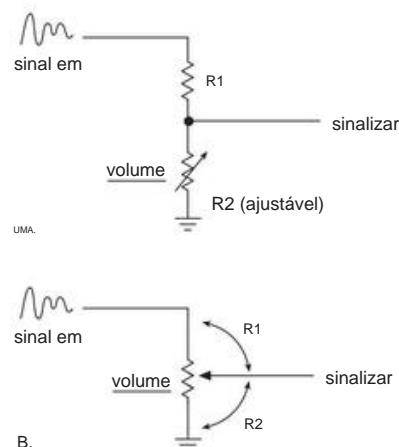 sinal em
R1
sinalizar
volume
R2 (ajustável)
UMA.
sinal em
R1
volume
sinalizar
R2
B.